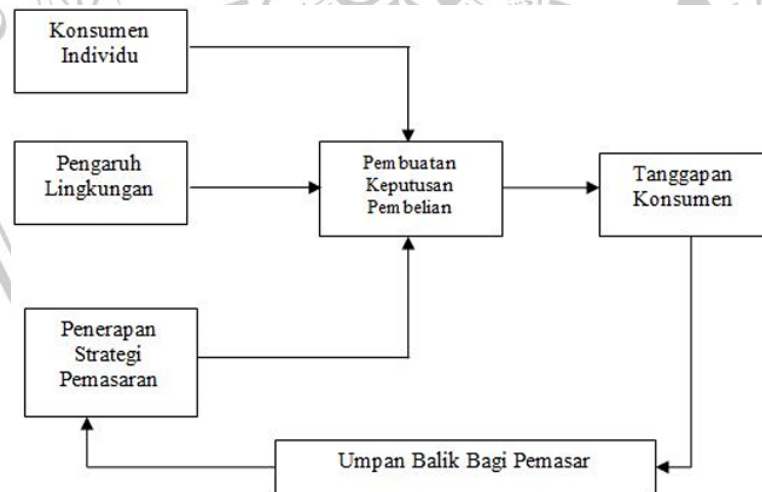 Konsumen
Individu
Pengaruh
Lingkungan
Pembuatan
Keputusan
Pembelian
Tanggapan
Konsumen
Penerapan
Strategi
Pemasaran
Umpan Balik Bagi Pemasar